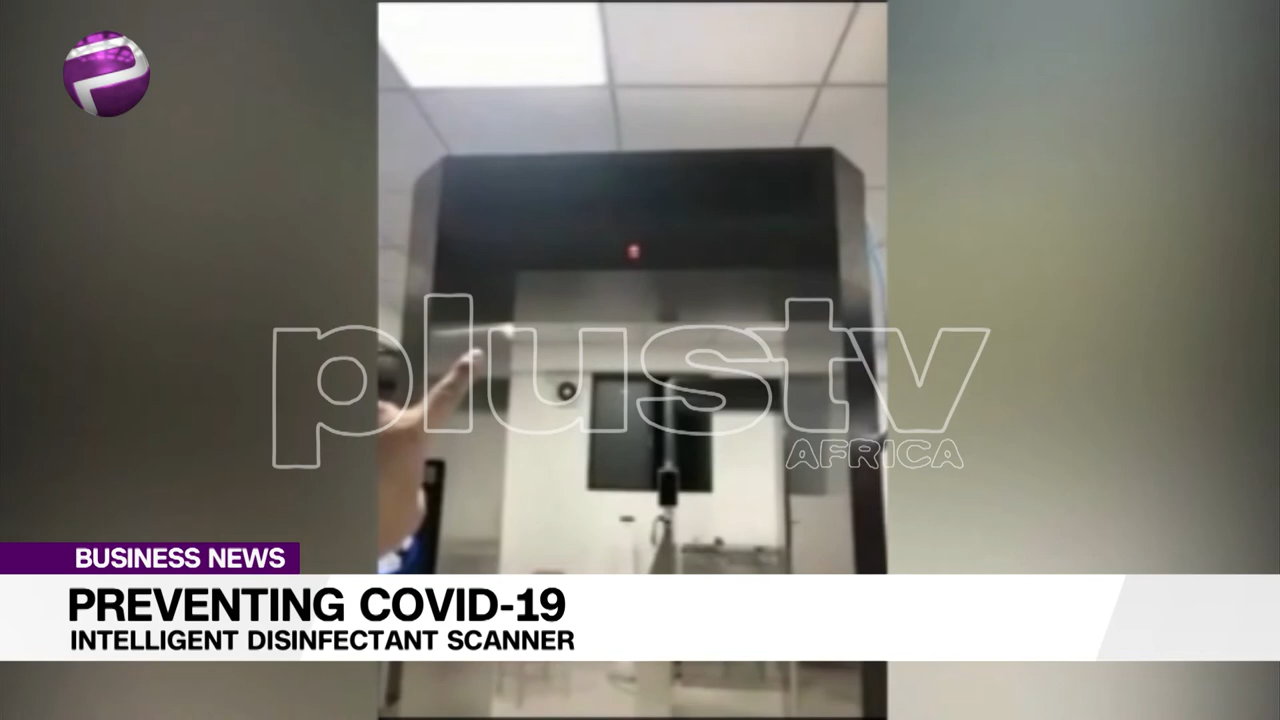 plustv
AFRICA
BUSINESS NEWS
PREVENTING COVID-19
INTELLIGENT DISINFECTANT SCANNER